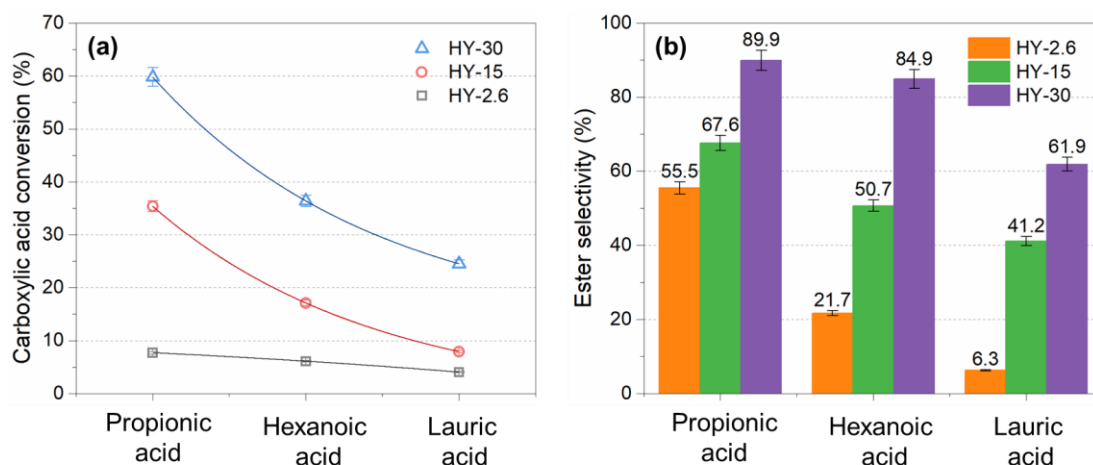 (a)
Carboxylic acid conversion (%)
70
60
50
40
30
20
10
0
HY-30
HY-15
HY-2.6
Propionic
acid
Hexanoic
acid
Lauric
acid
(b)
Ester selectivity (%)
100
80
60
40
20
0
HY-2.6
HY-15
HY-30
55.5
67.6
89.9
21.7
50.7
84.9
6.3
41.2
61.9
Propionic
acid
Hexanoic
acid
Lauric
acid